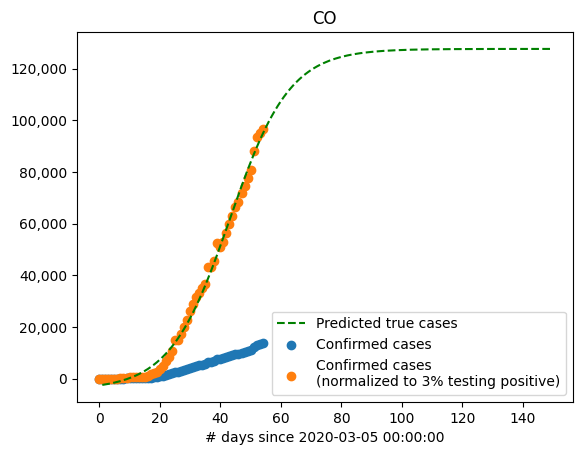 CO
120,000
100,000
80,000
60,000
40,000
20,000
0
Predicted true cases
Confirmed cases
Confirmed cases
(normalized to 3% testing positive)
0 20 40 60 80 100 120 140
# days since 2020-03-05 00:00:00